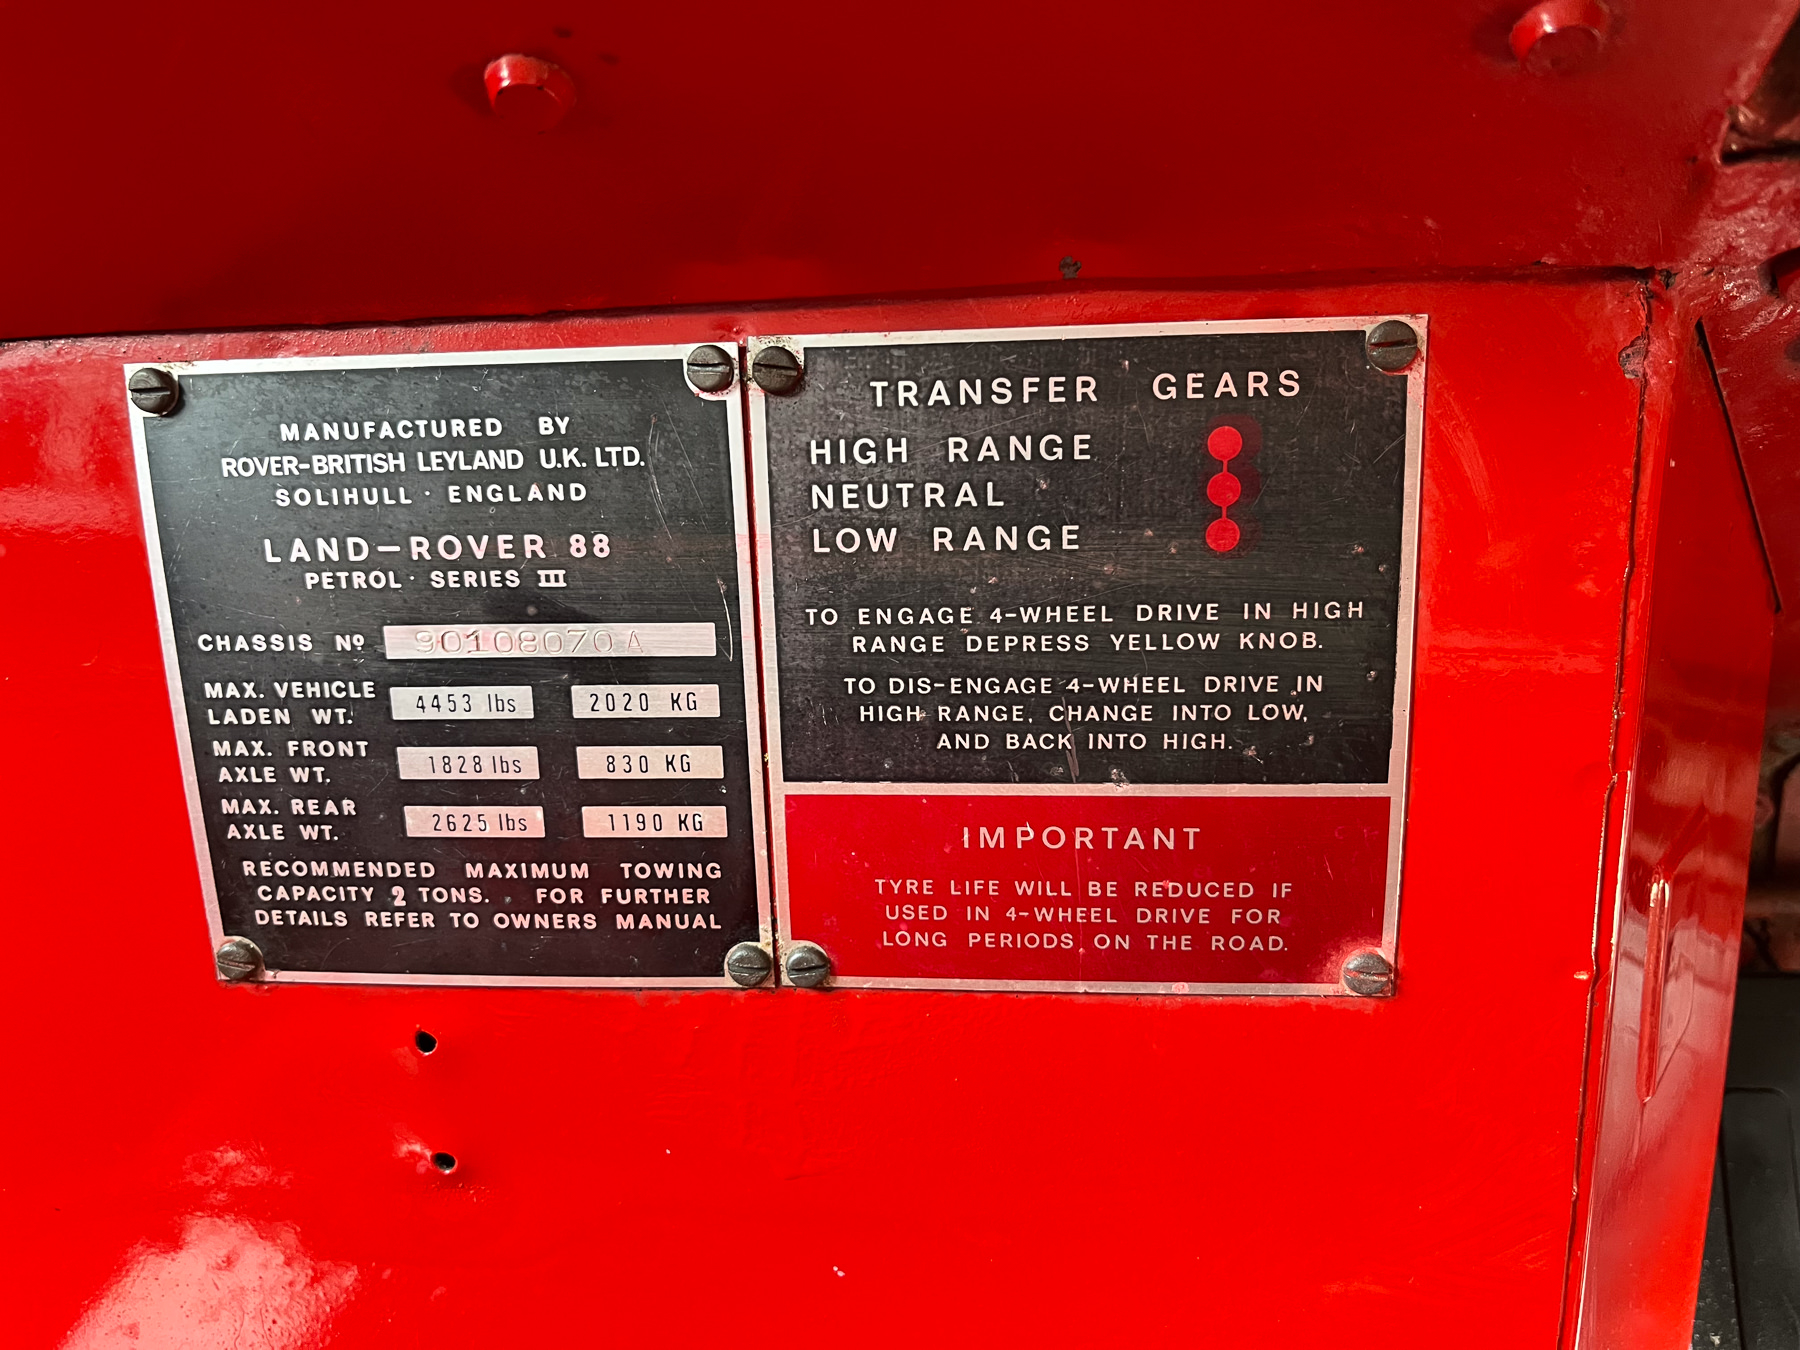 MANUFACTURED BY
ROVER-BRITISH LEYLAND U.K. LTD.
SOLIHULL · ENGLAND
LAND-ROVER 88
PETROL · SERIES III
CHASSIS Nº 90108070A
MAX. VEHICLE
LADEN WT. 4453 lbs 2020 KG
MAX. FRONT
AXLE WT. 1828 lbs 830 KG
MAX. REAR
AXLE WT. 2625 lbs 1190 KG
RECOMMENDED MAXIMUM TOWING
CAPACITY 2 TONS. FOR FURTHER
DETAILS REFER TO OWNERS MANUAL
TRANSFER GEARS
HIGH RANGE
NEUTRAL
LOW RANGE
TO ENGAGE 4-WHEEL DRIVE IN HIGH
RANGE DEPRESS YELLOW KNOB.
TO DIS-ENGAGE 4-WHEEL DRIVE IN
HIGH RANGE, CHANGE INTO LOW,
AND BACK INTO HIGH.
IMPORTANT
TYRE LIFE WILL BE REDUCED IF
USED IN 4-WHEEL DRIVE FOR
LONG PERIODS ON THE ROAD.